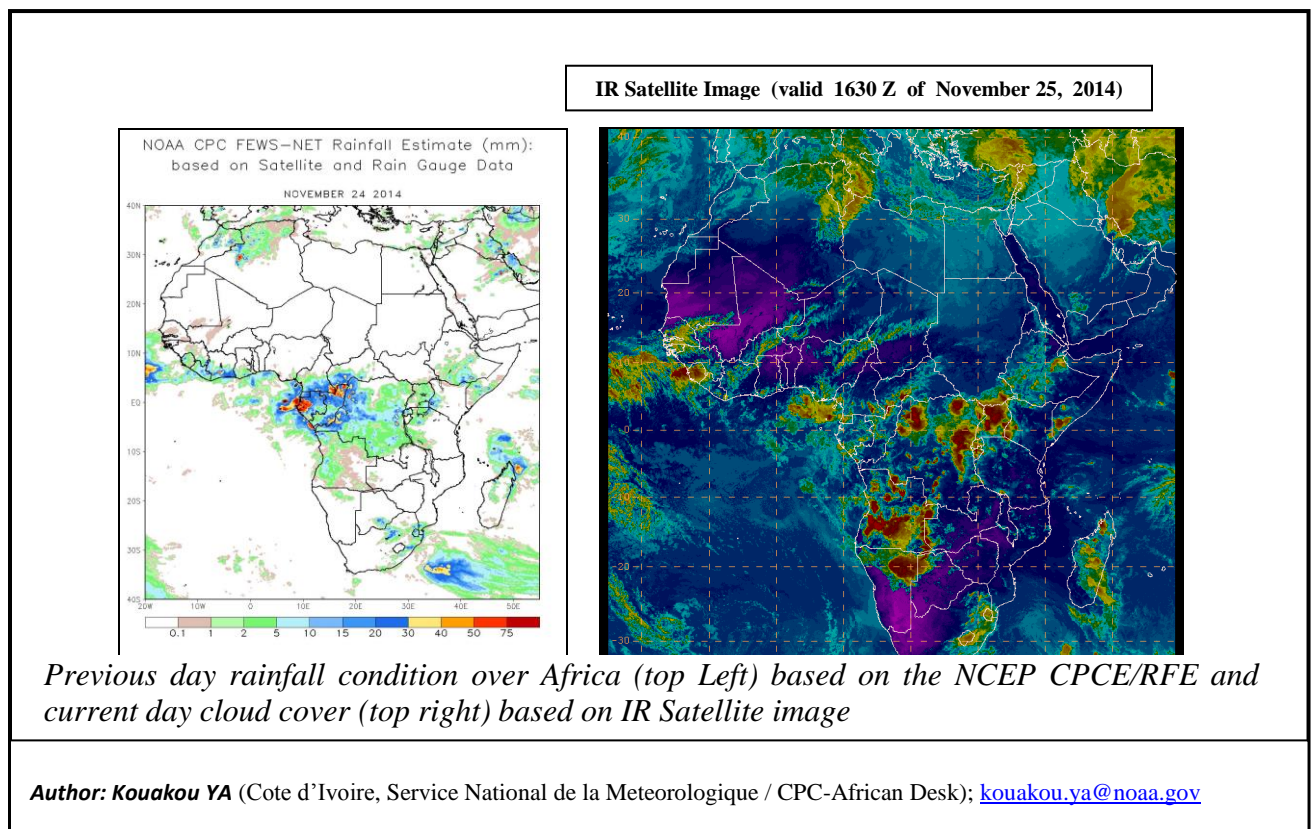 IR Satellite Image (valid 1630 Z of November 25, 2014)
NOAA CPC FEWS-NET Rainfall Estimate (mm):
based on Satellite and Rain Gauge Data
NOVEMBER 24 2014
40N
30N
20N
10N
EQ
10S
20S
30S
40S
20W 10W 0 10E 20E 30E 40E 50E
0.1 1 2 5 10 15 20 30 40 50 75
30
20
0
-10
-20
-30
Previous day rainfall condition over Africa (top Left) based on the NCEP CPCE/RFE and
current day cloud cover (top right) based on IR Satellite image
Author: Kouakou YA (Cote d'Ivoire, Service National de la Meteorologique / CPC-African Desk); kouakou.ya@noaa.gov